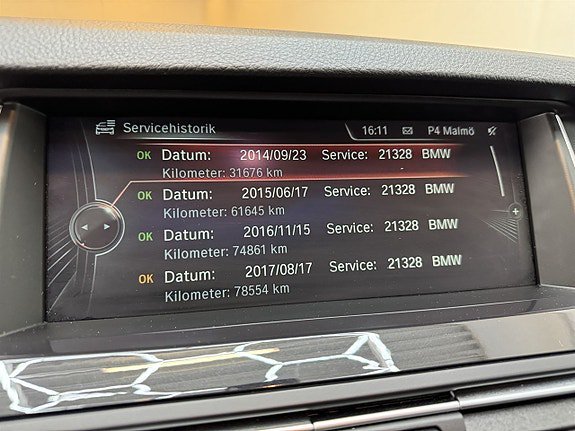 Servicehistorik 16:11 P4 Malmö
OK Datum: 2014/09/23 Service: 21328 BMW
Kilometer: 31676 km
OK Datum: 2015/06/17 Service: 21328 BMW
Kilometer: 61645 km
OK Datum: 2016/11/15 Service: 21328 BMW
Kilometer: 74861 km
OK Datum: 2017/08/17 Service: 21328 BMW
Kilometer: 78554 km